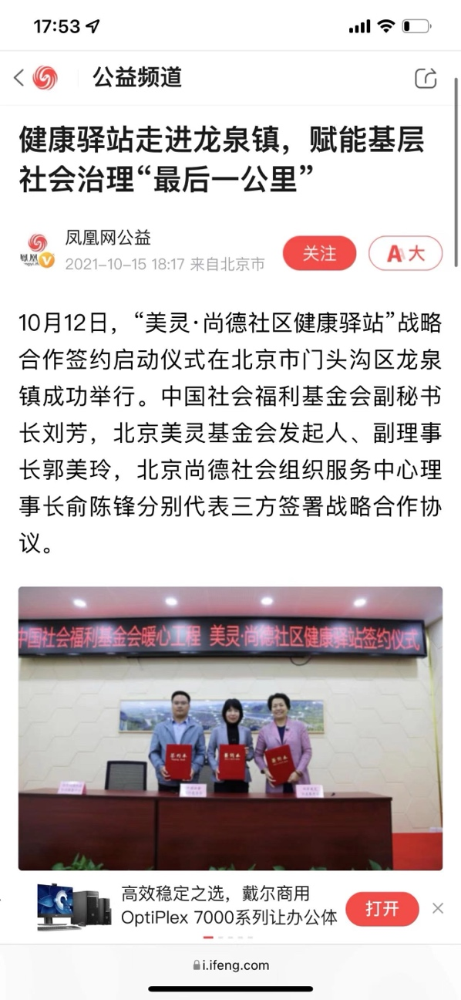 17:53
公益频道
健康驿站走进龙泉镇，赋能基层
社会治理“最后一公里”
凤凰网公益
2021-10-15 18:17 来自北京市
关注
A 大
10月12日，“美灵·尚德社区健康驿站”战略
合作签约启动仪式在北京市门头沟区龙泉
镇成功举行。中国社会福利基金会副秘书
长刘芳，北京美灵基金会发起人、副理事
长郭美玲，北京尚德社会组织服务中心理
事长俞陈锋分别代表三方签署战略合作协
议。
中国社会福利基金会暖心工程 美灵·尚德社区健康驿站签约仪式
高效稳定之选，戴尔商用
OptiPlex 7000系列让办公体
打开
i.ifeng.com